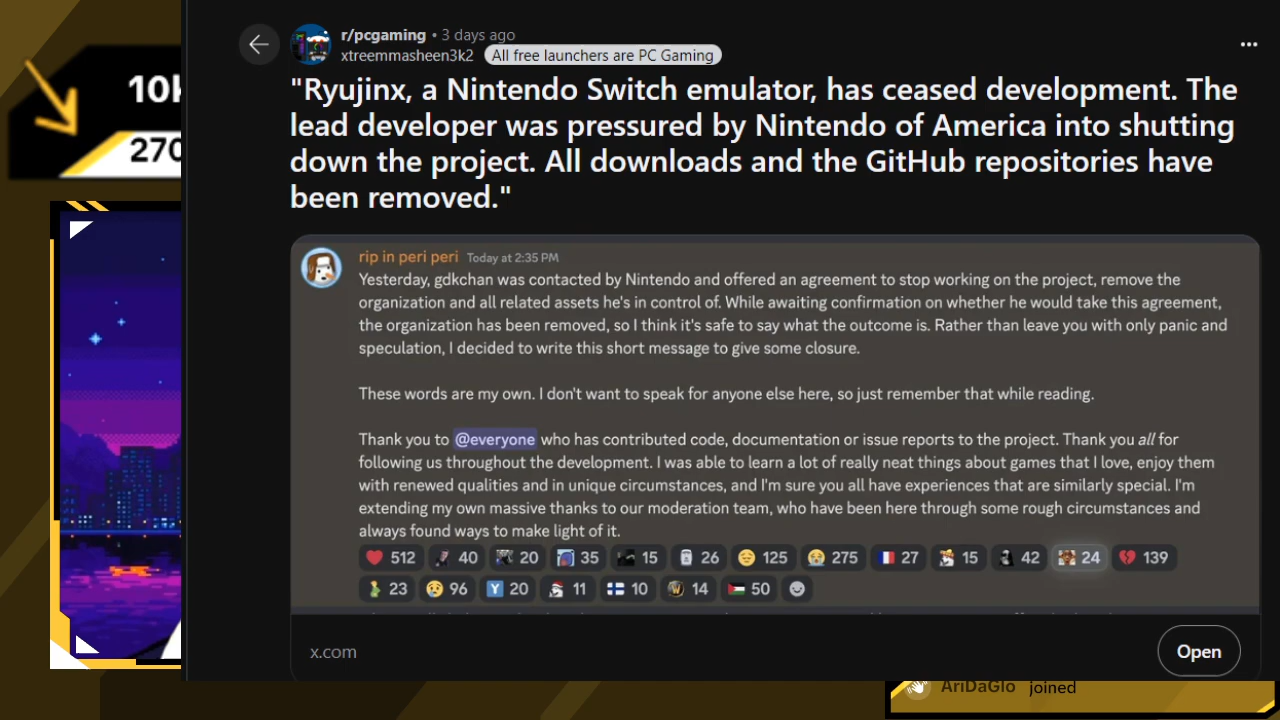 r/pcgaming • 3 days ago
xtreemmasheen3k2 All free launchers are PC Gaming
"Ryujinx, a Nintendo Switch emulator, has ceased development. The
lead developer was pressured by Nintendo of America into shutting
down the project. All downloads and the GitHub repositories have
been removed."
10k
270
rip in peri peri Today at 2:35 PM
Yesterday, gdkchan was contacted by Nintendo and offered an agreement to stop working on the project, remove the
organization and all related assets he's in control of. While awaiting confirmation on whether he would take this agreement,
the organization has been removed, so I think it's safe to say what the outcome is. Rather than leave you with only panic and
speculation, I decided to write this short message to give some closure.
These words are my own. I don't want to speak for anyone else here, so just remember that while reading.
Thank you to @everyone who has contributed code, documentation or issue reports to the project. Thank you all for
following us throughout the development. I was able to learn a lot of really neat things about games that I love, enjoy them
with renewed qualities and in unique circumstances, and I'm sure you all have experiences that are similarly special. I'm
extending my own massive thanks to our moderation team, who have been here through some rough circumstances and
always found ways to make light of it.
512 40 20 35 15 26 125 275 27 15 42 24 139
23 96 Y 20 11 10 14 50
x.com
Open
AriDaGlo joined